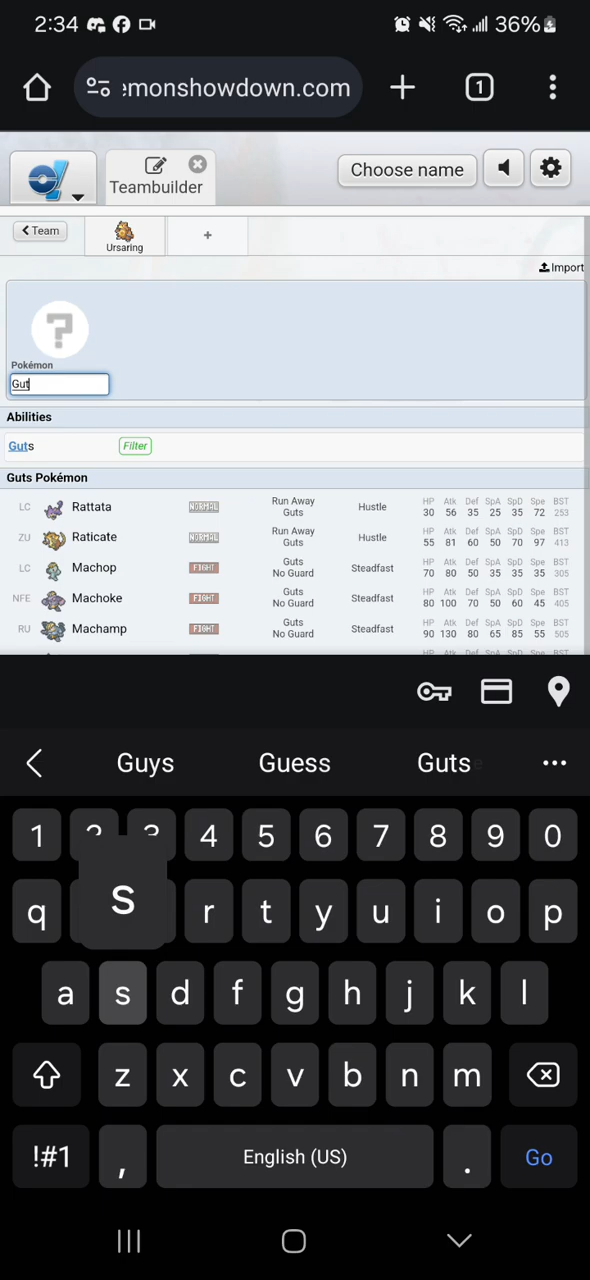 2:34 36%
:monshowdown.com 1
Teambuilder Choose name
Team
Ursaring +
Import
?
Pokémon
Gut
Abilities
Guts Filter
Guts Pokémon
LC Rattata NORMAL Run Away Guts Hustle HP 30 Atk 56 Def 35 SpA 25 SpD 35 Spe 72 BST 253
ZU Raticate NORMAL Run Away Guts Hustle HP 55 Atk 81 Def 60 SpA 50 SpD 70 Spe 97 BST 413
LC Machop FIGHT Guts No Guard Steadfast HP 70 Atk 80 Def 50 SpA 35 SpD 35 Spe 35 BST 305
NFE Machoke FIGHT Guts No Guard Steadfast HP 80 Atk 100 Def 70 SpA 50 SpD 60 Spe 45 BST 405
RU Machamp FIGHT Guts No Guard Steadfast HP 90 Atk 130 Def 80 SpA 65 SpD 85 Spe 55 BST 505
Guys Guess Guts
1 2 3 4 5 6 7 8 9 0
q s r t y u i o p
a s d f g h j k l
z x c v b n m
!#1 , English (US) . Go